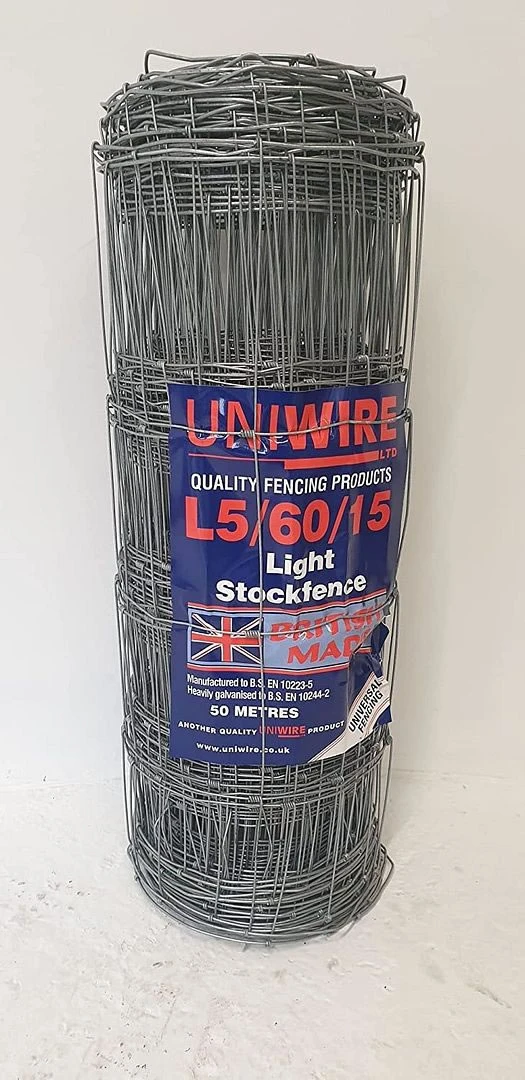 UNIWIRE
LTD
QUALITY FENCING PRODUCTS
L5/60/15
Light
Stockfence
BRITISH
MADE
Manufactured to B.S. EN 10223-5
Heavily galvanised to B.S. EN 10244-2
50 METRES
UNIVERSAL
FENCING
ANOTHER QUALITY UNIWIRE PRODUCT
www.uniwire.co.uk